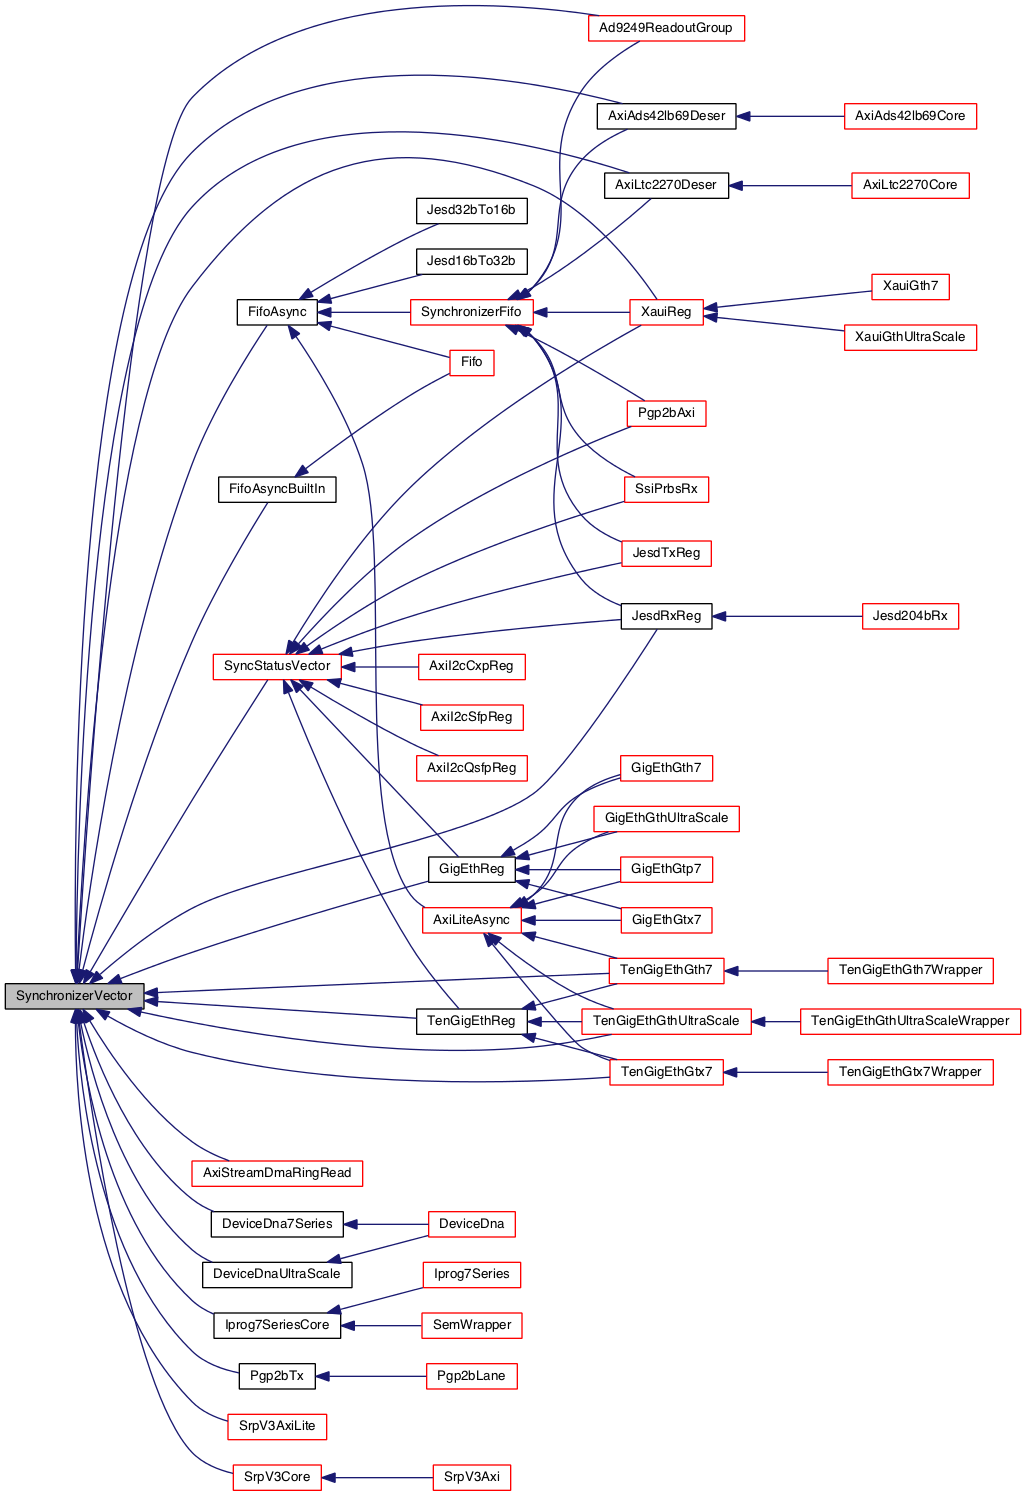 Ad9249ReadoutGroup
AxiAds42lb69Deser
AxiAds42lb69Core
AxiLtc2270Deser
AxiLtc2270Core
Jesd32bTo16b
Jesd16bTo32b
XauiGth7
FifoAsync
SynchronizerFifo
XauiReg
XauiGthUltraScale
Fifo
Pgp2bAxi
FifoAsyncBuiltIn
SsiPrbsRx
JesdTxReg
JesdRxReg
Jesd204bRx
SyncStatusVector
AxiI2cCxpReg
AxiI2cSfpReg
AxiI2cQsfpReg
GigEthGth7
GigEthGthUltraScale
GigEthReg
GigEthGtp7
AxiLiteAsync
GigEthGtx7
TenGigEthGth7
TenGigEthGth7Wrapper
SynchronizerVector
TenGigEthReg
TenGigEthGthUltraScale
TenGigEthGthUltraScaleWrapper
TenGigEthGtx7
TenGigEthGtx7Wrapper
AxiStreamDmaRingRead
DeviceDna7Series
DeviceDna
DeviceDnaUltraScale
Iprog7Series
Iprog7SeriesCore
SemWrapper
Pgp2bTx
Pgp2bLane
SrpV3AxiLite
SrpV3Core
SrpV3Axi